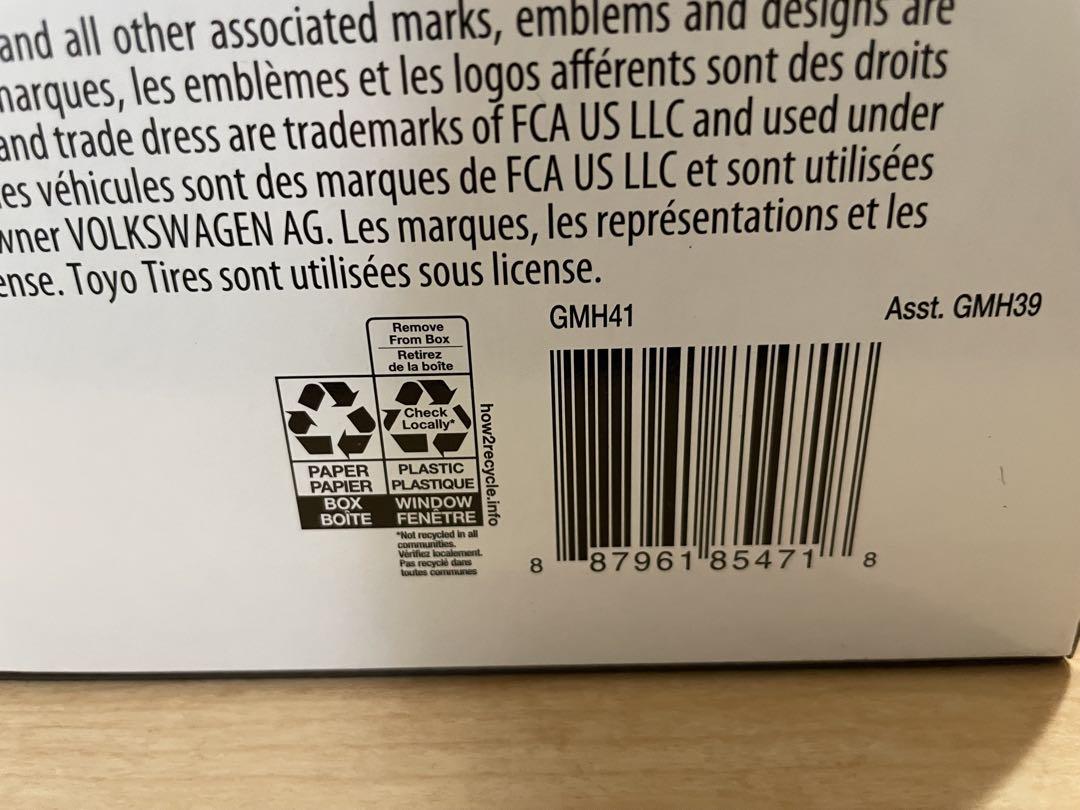 and all other associated marks, emblems and designs are
marques, les emblèmes et les logos afférents sont des droits
and trade dress are trademarks of FCA US LLC and used under
es véhicules sont des marques de FCA US LLC et sont utilisées
wner VOLKSWAGEN AG. Les marques, les représentations et les
ense. Toyo Tires sont utilisées sous license.
GMH41
Asst. GMH39
Remove
From Box
Retirez
de la boîte
Check
Locally*
PAPER
PAPIER
BOX
BOÎTE
PLASTIC
PLASTIQUE
WINDOW
FENÊTRE
how2recycle.info
*Not recycled in all
communities.
Vérifiez localement.
Pas recyclé dans
toutes communes
8 87961 85471 8